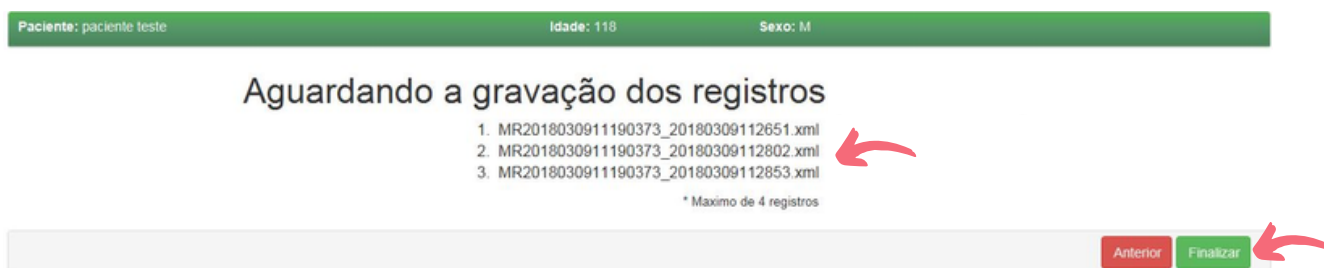 Paciente: paciente teste Idade: 118 Sexo: M
Aguardando a gravação dos registros
1. MR2018030911190373_20180309112651.xml
2. MR2018030911190373_20180309112802.xml
3. MR2018030911190373_20180309112853.xml
* Maximo de 4 registros
Anterior Finalizar